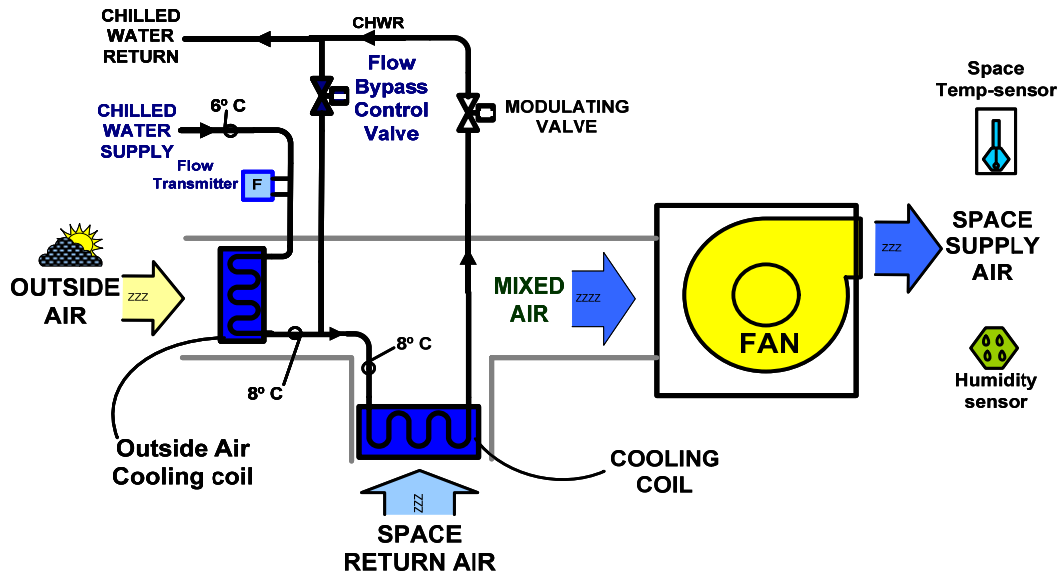 CHILLED
WATER
RETURN
CHWR
Flow
Bypass
Control
Valve
MODULATING
VALVE
Space
Temp-sensor
6º C
CHILLED
WATER
SUPPLY
Flow
Transmitter
F
OUTSIDE
AIR
ZZZ
MIXED
AIR
ZZZZ
FAN
ZZZ
SPACE
SUPPLY
AIR
8º C
8º C
Humidity
sensor
Outside Air
Cooling coil
COOLING
COIL
ZZZ
SPACE
RETURN AIR